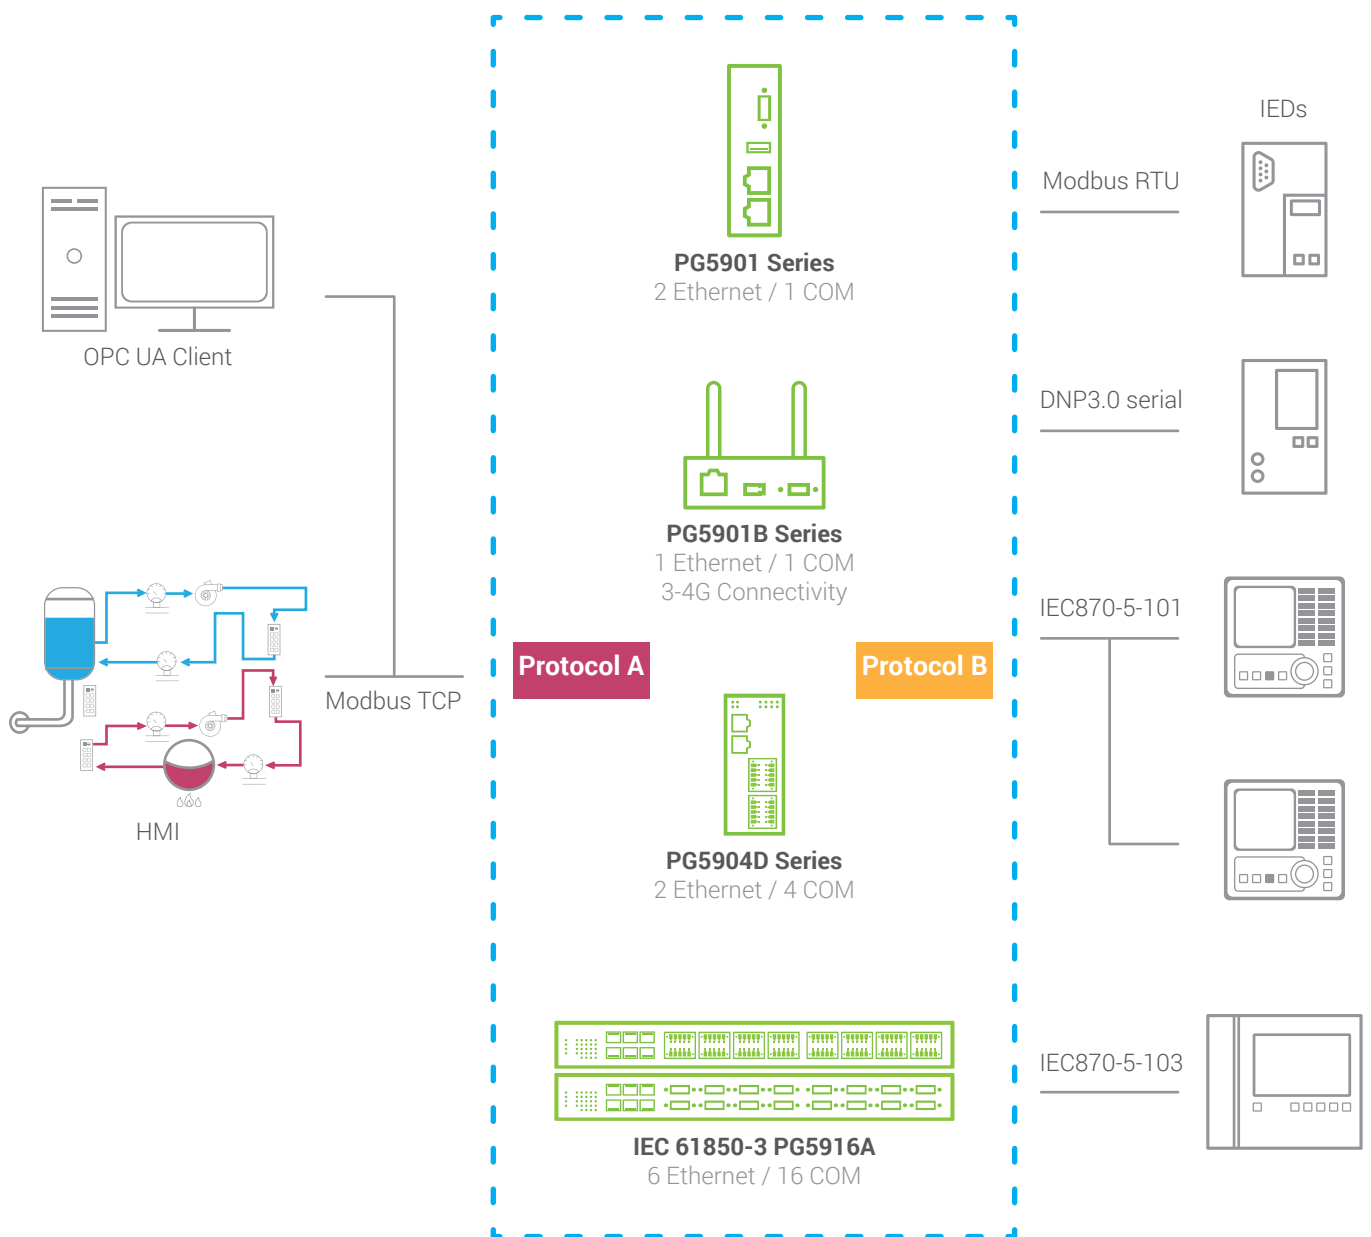 OPC UA Client
HMI
Modbus TCP
PG5901 Series
2 Ethernet / 1 COM
PG5901B Series
1 Ethernet / 1 COM
3-4G Connectivity
Protocol A
Protocol B
PG5904D Series
2 Ethernet / 4 COM
IEC 61850-3 PG5916A
6 Ethernet / 16 COM
IEDs
Modbus RTU
DNP3.0 serial
IEC870-5-101
IEC870-5-103